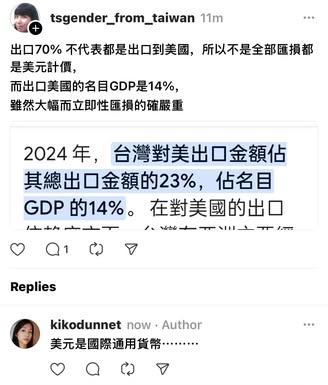 tsgender_from_taiwan 11m
出口70% 不代表都是出口到美國，所以不是全部匯損都
是美元計價，
而出口美國的名目GDP是14%，
雖然大幅而立即性匯損的確嚴重
2024 年，台灣對美出口金額佔
其總出口金額的23%，佔名目
GDP 的14%。在對美國的出口
1
Replies
kikodunnet now · Author
美元是國際通用貨幣⋯⋯⋯